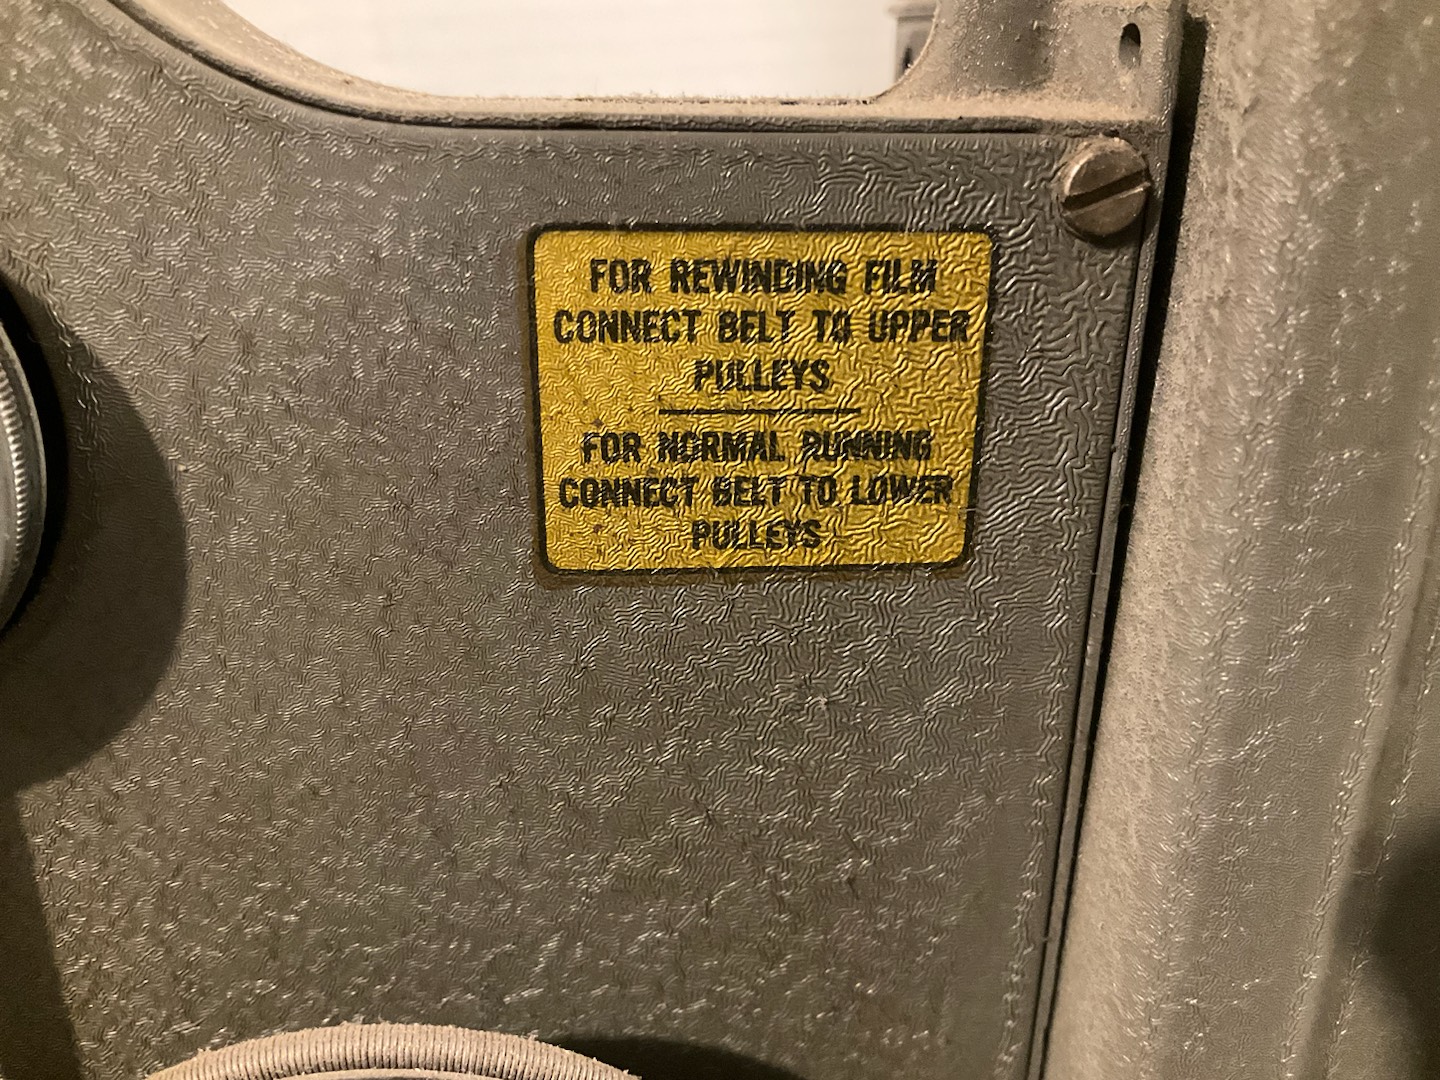 FOR REWINDING FILM
CONNECT BELT TO UPPER
PULLEYS
FOR NORMAL RUNNING
CONNECT BELT TO LOWER
PULLEYS